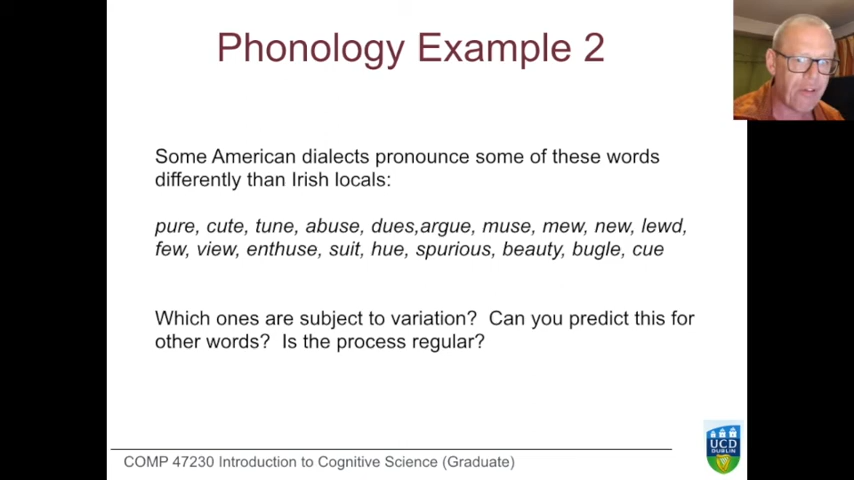 Phonology Example 2
Some American dialects pronounce some of these words
differently than Irish locals:
pure, cute, tune, abuse, dues,argue, muse, mew, new, lewd,
few, view, enthuse, suit, hue, spurious, beauty, bugle, cue
Which ones are subject to variation?  Can you predict this for
other words?  Is the process regular?
COMP 47230 Introduction to Cognitive Science (Graduate)
UCD
DUBLIN